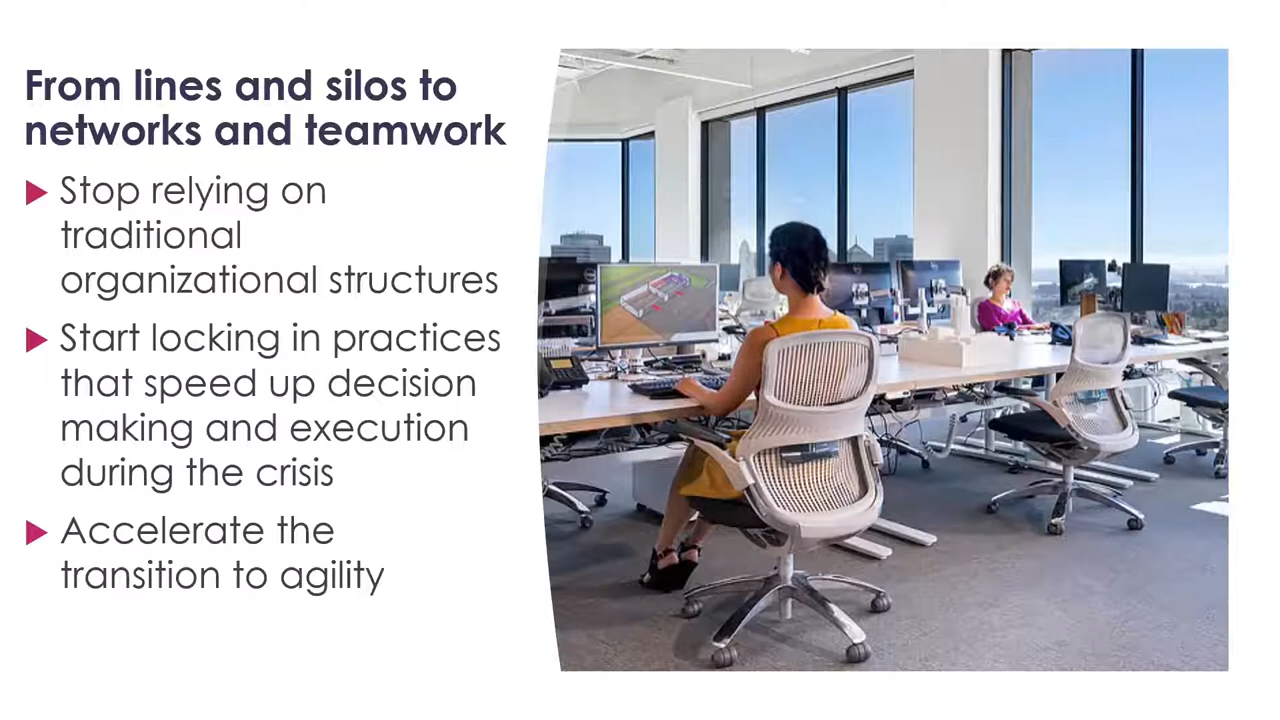 From lines and silos to
networks and teamwork
Stop relying on
traditional
organizational structures
Start locking in practices
that speed up decision
making and execution
during the crisis
Accelerate the
transition to agility